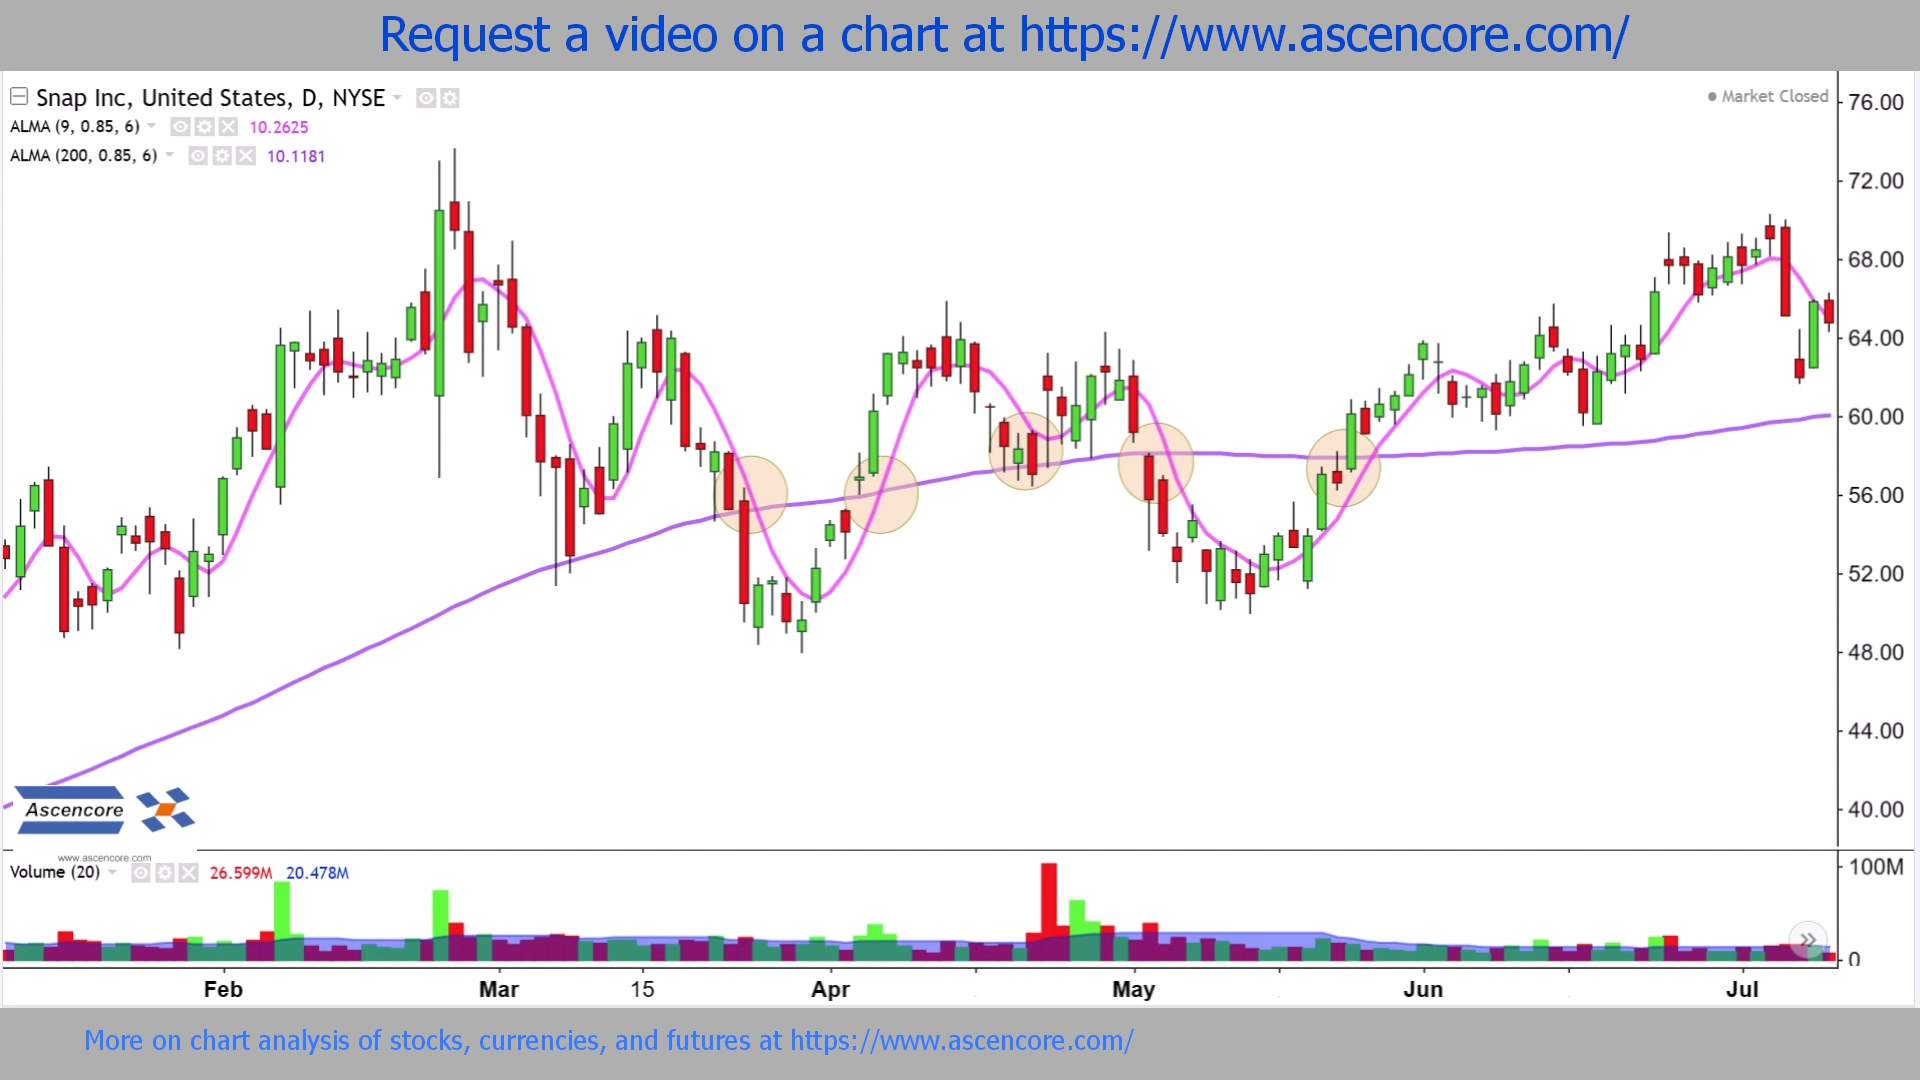 Request a video on a chart at https://www.ascencore.com/
Snap Inc, United States, D, NYSE
Market Closed
ALMA (9, 0.85, 6) 10.2625
ALMA (200, 0.85, 6) 10.1181
76.00
72.00
68.00
64.00
60.00
56.00
52.00
48.00
44.00
40.00
Ascencore
www.ascencore.com
Volume (20) 26.599M 20.478M
100M
0
Feb Mar 15 Apr May Jun Jul
More on chart analysis of stocks, currencies, and futures at https://www.ascencore.com/